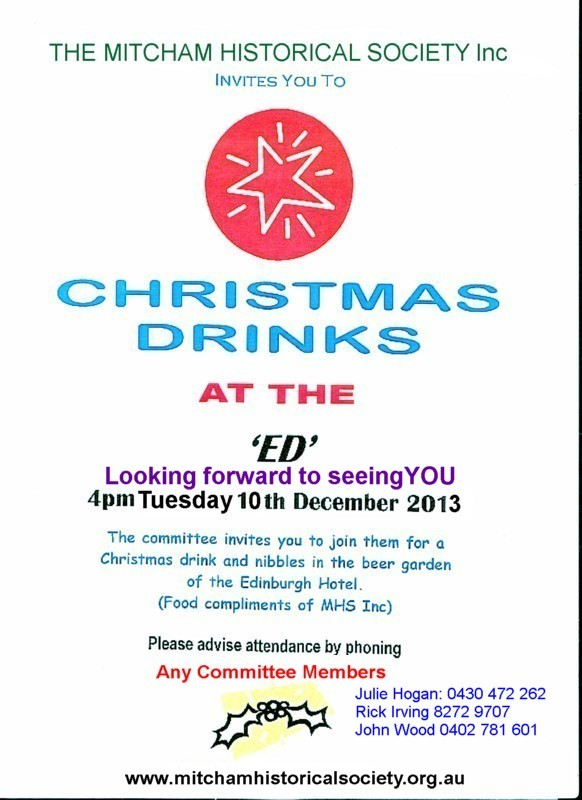 THE MITCHAM HISTORICAL SOCIETY Inc
INVITES YOU TO
CHRISTMAS
DRINKS
AT THE
‘ED’
Looking forward to seeingYOU
4pm Tuesday 10th December 2013
The committee invites you to join them for a
Christmas drink and nibbles in the beer garden
of the Edinburgh Hotel.
(Food compliments of MHS Inc)
Please advise attendance by phoning
Any Committee Members
Julie Hogan: 0430 472 262
Rick Irving 8272 9707
John Wood 0402 781 601
www.mitchamhistoricalsociety.org.au